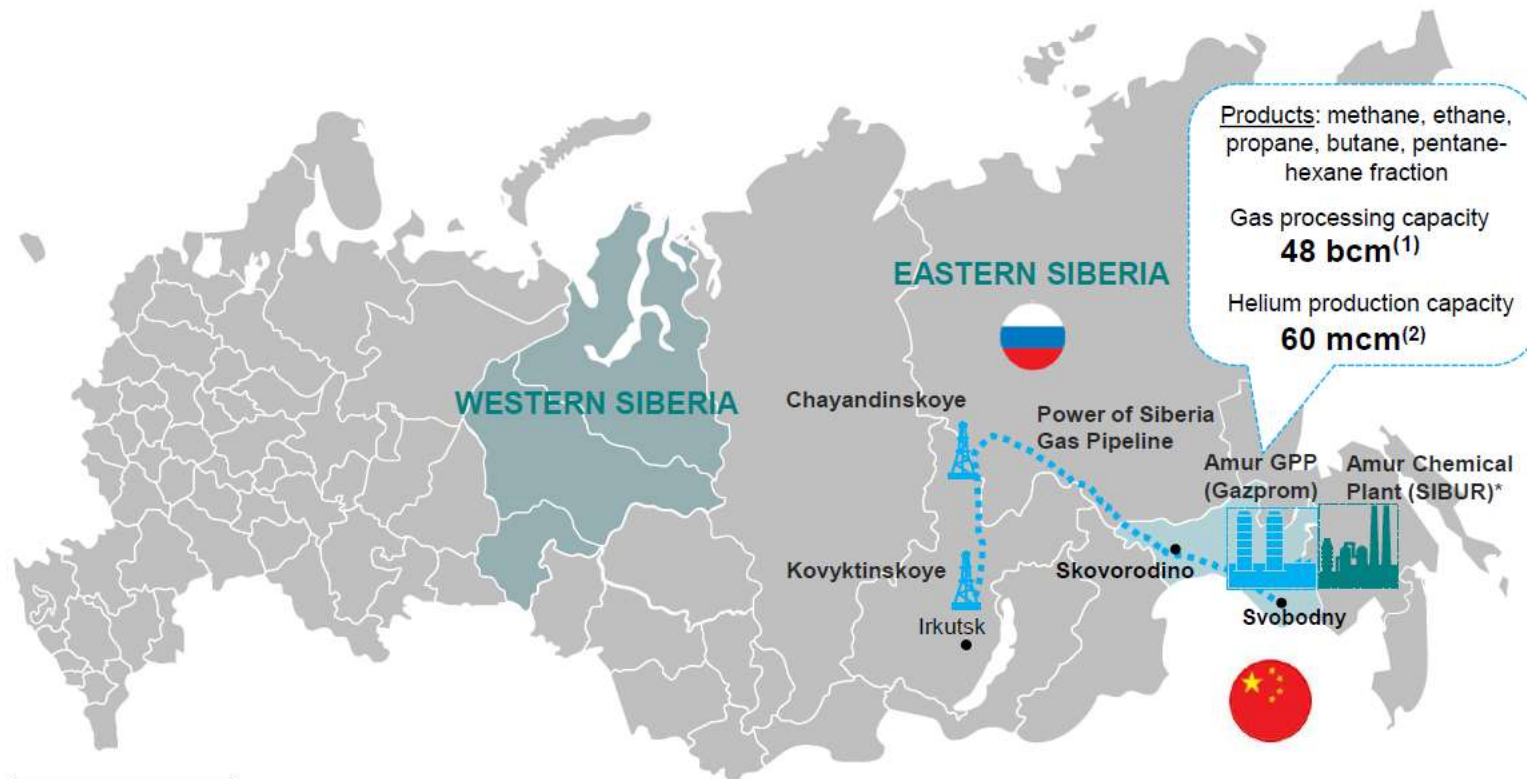 Products: methane, ethane,
propane, butane, pentane-
hexane fraction
Gas processing capacity
48 bcm(1)
Helium production capacity
60 mcm(2)
EASTERN SIBERIA
WESTERN SIBERIA
Chayandinskoye
Power of Siberia
Gas Pipeline
Amur GPP
(Gazprom)
Amur Chemical
Plant (SIBUR)*
Kovyktinskoye
Skovorodino
Svobodny
Irkutsk